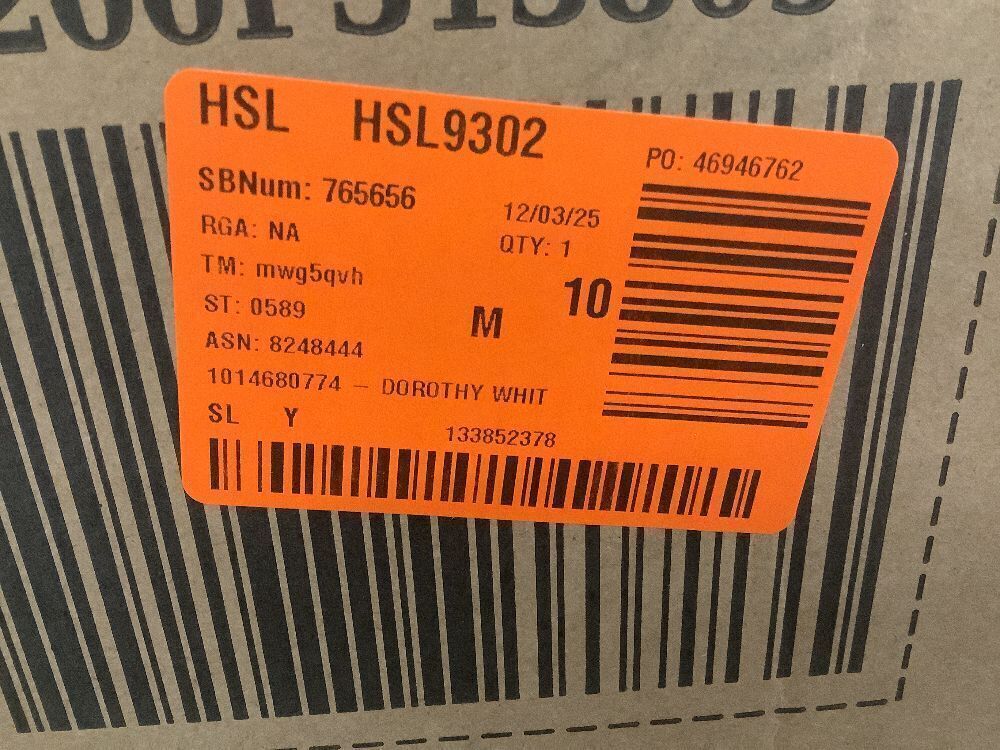 HSL HSL9302
PO: 46946762
SBNum: 765656
12/03/25
RGA: NA
QTY: 1
TM: mwg5qvh
10
ST: 0589
M
ASN: 8248444
1014680774 – DOROTHY WHIT
SL Y
133852378